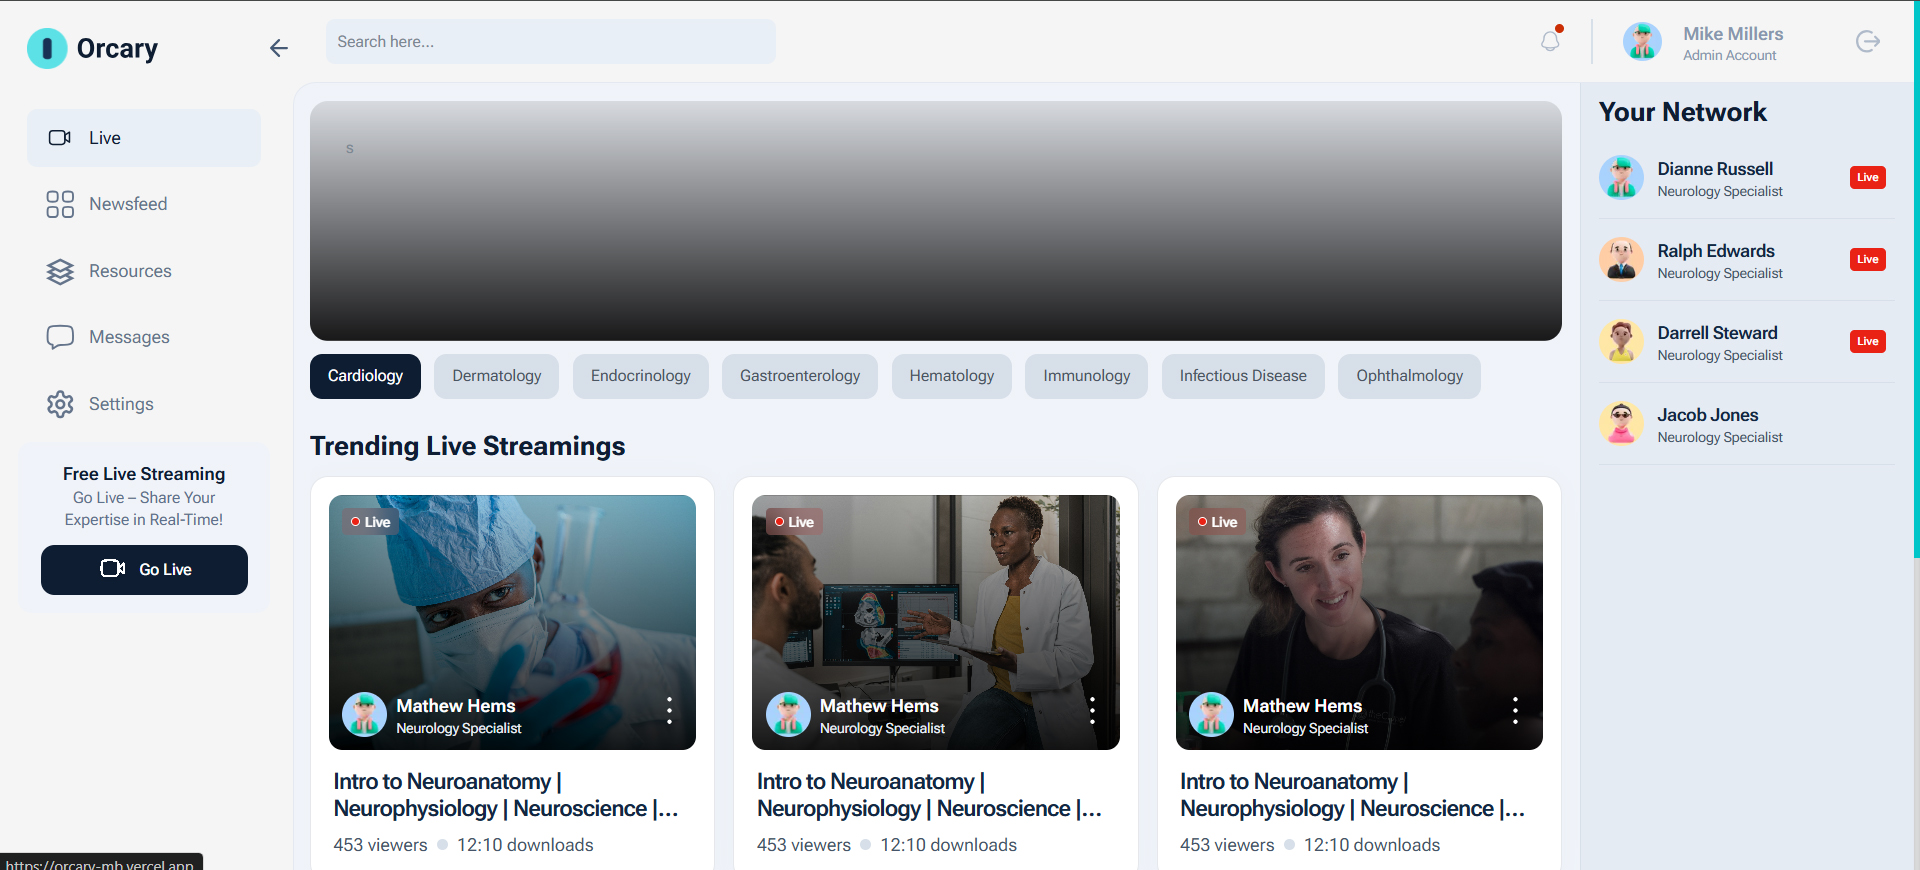 Orcary
Search here...
Mike Millers
Admin Account
Live
Newsfeed
Resources
Messages
Settings
Free Live Streaming
Go Live – Share Your
Expertise in Real-Time!
Go Live
s
Cardiology
Dermatology
Endocrinology
Gastroenterology
Hematology
Immunology
Infectious Disease
Ophthalmology
Trending Live Streamings
Live
Mathew Hems
Neurology Specialist
Intro to Neuroanatomy |
Neurophysiology | Neuroscience |...
453 viewers
12:10 downloads
Live
Mathew Hems
Neurology Specialist
Intro to Neuroanatomy |
Neurophysiology | Neuroscience |...
453 viewers
12:10 downloads
Live
Mathew Hems
Neurology Specialist
Intro to Neuroanatomy |
Neurophysiology | Neuroscience |...
453 viewers
12:10 downloads
Your Network
Dianne Russell
Neurology Specialist
Live
Ralph Edwards
Neurology Specialist
Live
Darrell Steward
Neurology Specialist
Live
Jacob Jones
Neurology Specialist
https://orcary-mb.vercel.app